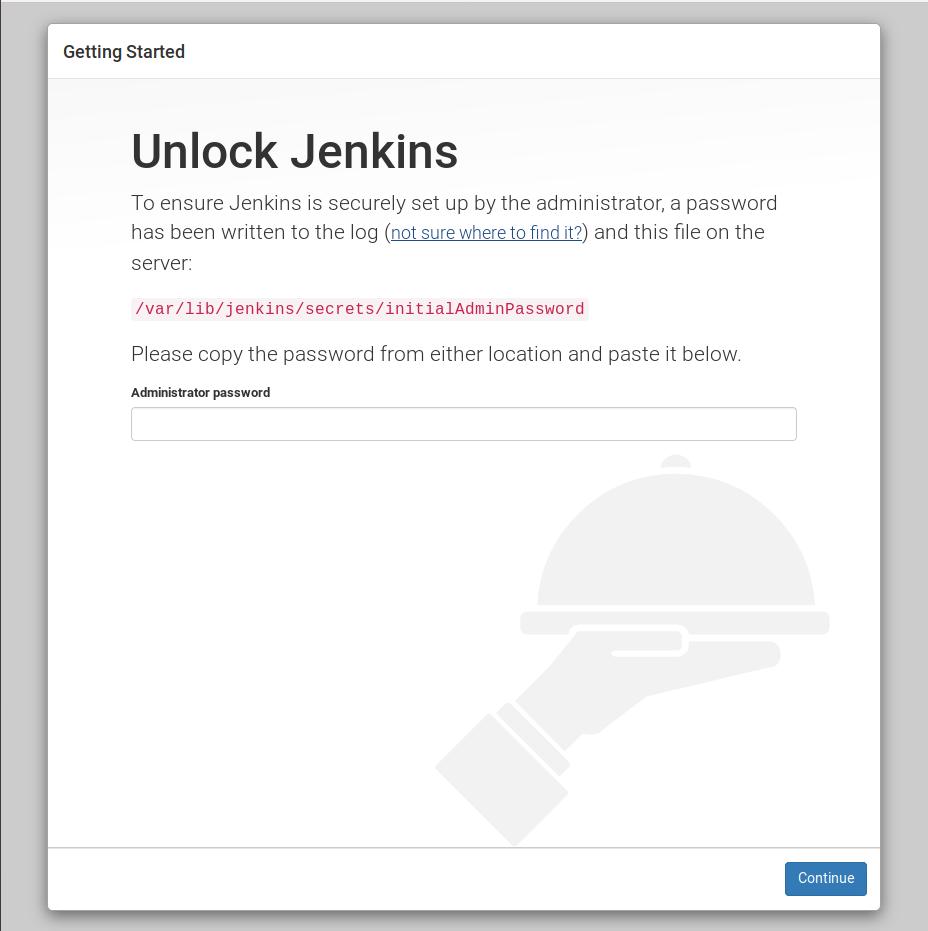 Getting Started
Unlock Jenkins
To ensure Jenkins is securely set up by the administrator, a password
has been written to the log (not sure where to find it?) and this file on the
server:
/var/lib/jenkins/secrets/initialAdminPassword
Please copy the password from either location and paste it below.
Administrator password
Continue